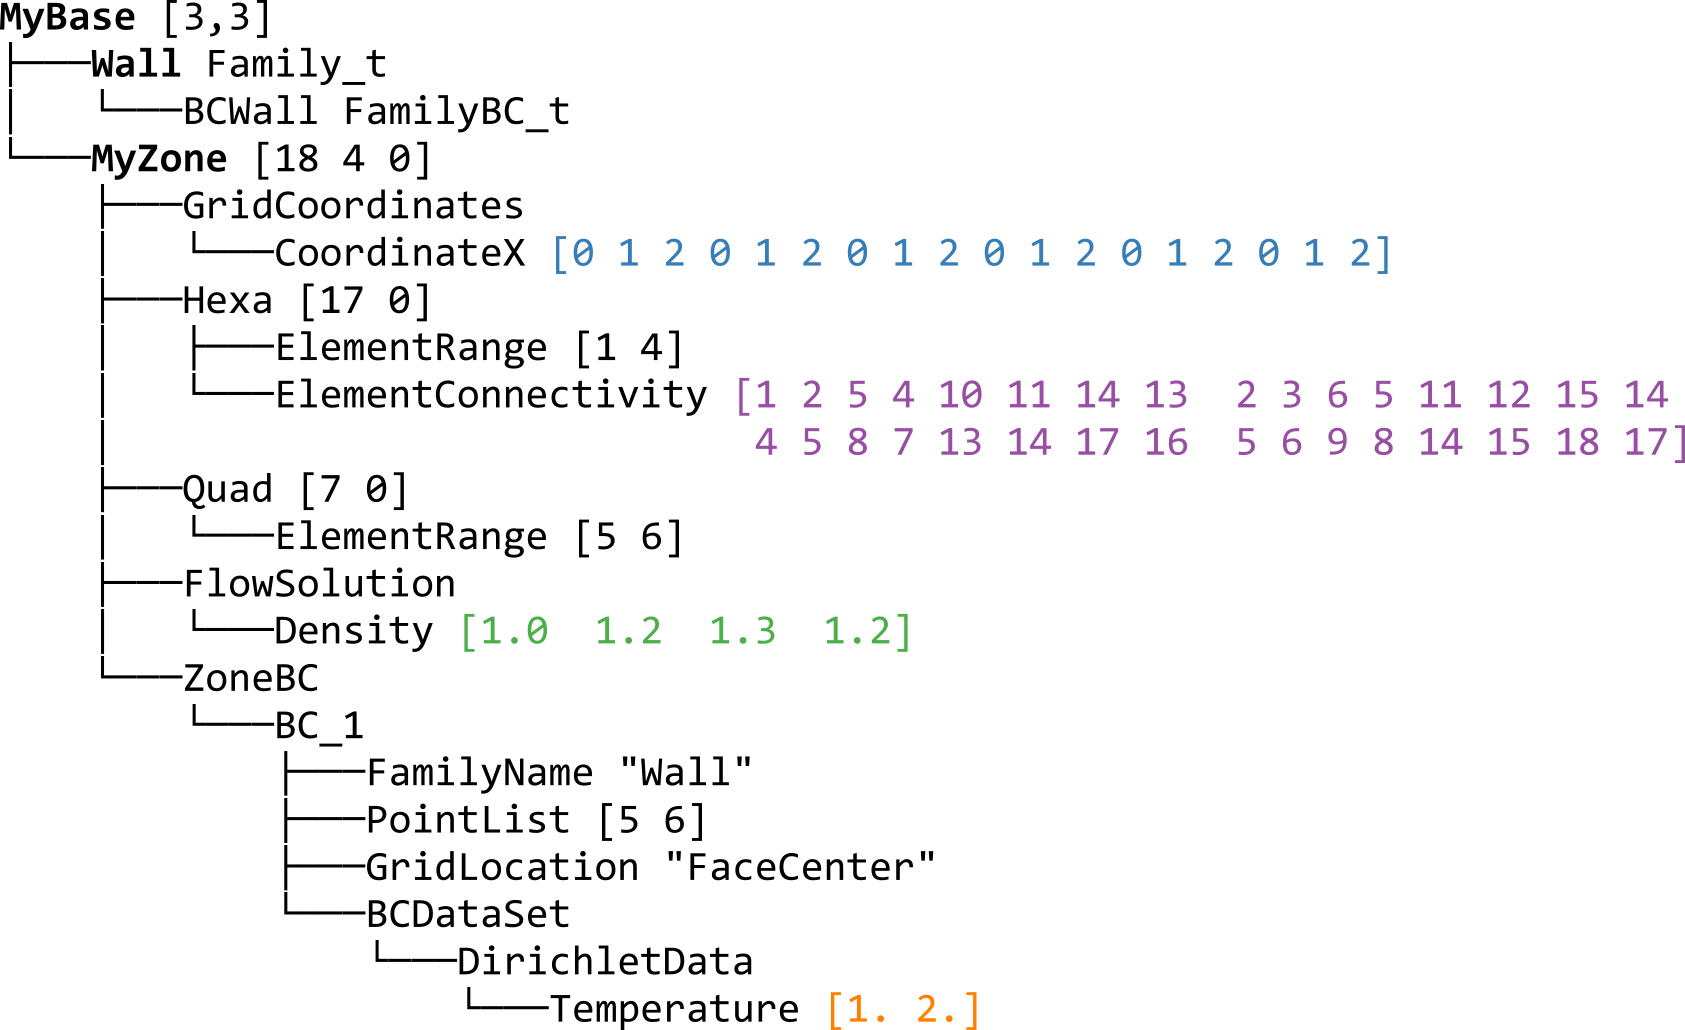 MyBase [3,3]
├───Wall Family_t
│   └───BCWall FamilyBC_t
└───MyZone [18 4 0]
    ├───GridCoordinates
    │   └───CoordinateX [0 1 2 0 1 2 0 1 2 0 1 2 0 1 2 0 1 2]
    ├───Hexa [17 0]
    │   ├───ElementRange [1 4]
    │   └───ElementConnectivity [1 2 5 4 10 11 14 13  2 3 6 5 11 12 15 14
    │                            4 5 8 7 13 14 17 16  5 6 9 8 14 15 18 17]
    ├───Quad [7 0]
    │   └───ElementRange [5 6]
    ├───FlowSolution
    │   └───Density [1.0  1.2  1.3  1.2]
    └───ZoneBC
        └───BC_1
            ├───FamilyName "Wall"
            ├───PointList [5 6]
            ├───GridLocation "FaceCenter"
            └───BCDataSet
                └───DirichletData
                    └───Temperature [1. 2.]